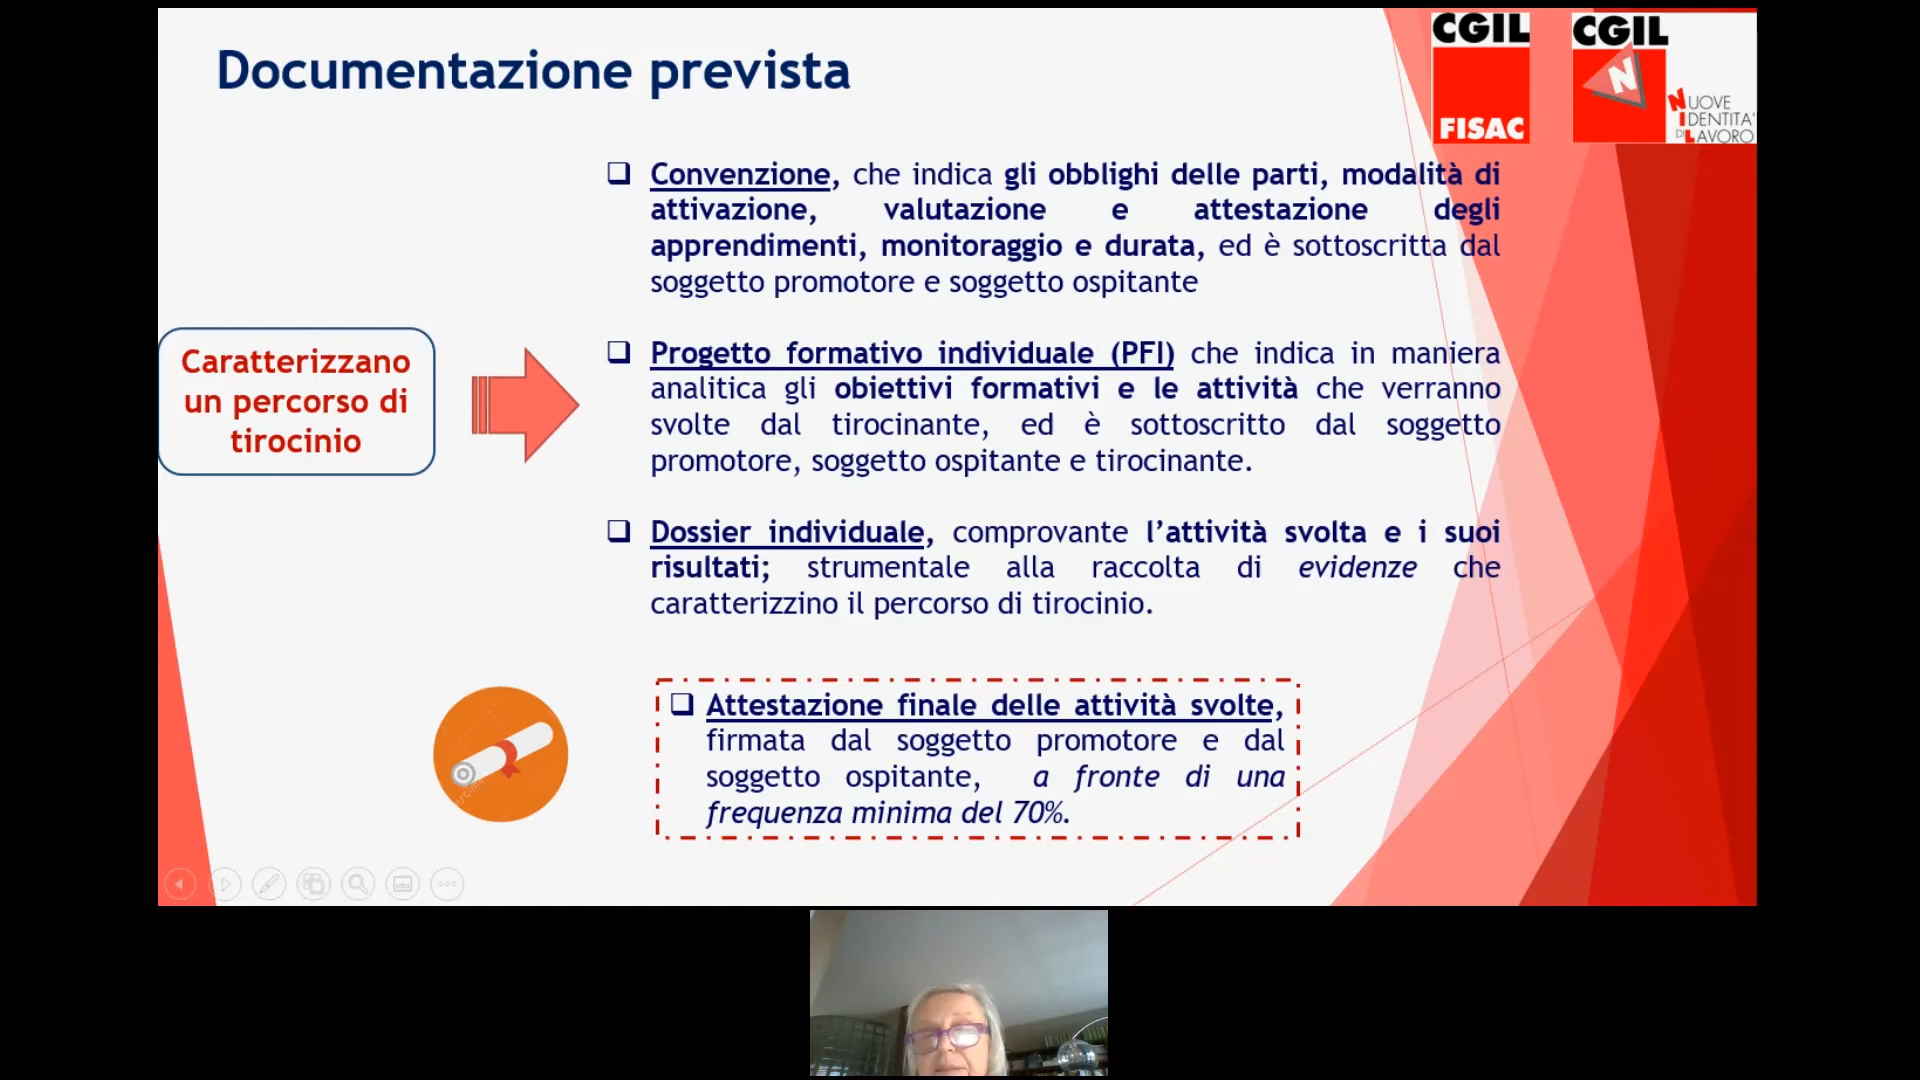 Documentazione prevista
CGIL
FISAC
CGIL
N
NUOVE
IDENTITA'
DI LAVORO
❑ Convenzione, che indica gli obblighi delle parti, modalità di
attivazione, valutazione e attestazione degli
apprendimenti, monitoraggio e durata, ed è sottoscritta dal
soggetto promotore e soggetto ospitante
Caratterizzano
un percorso di
tirocinio
❑ Progetto formativo individuale (PFI) che indica in maniera
analitica gli obiettivi formativi e le attività che verranno
svolte dal tirocinante, ed è sottoscritto dal soggetto
promotore, soggetto ospitante e tirocinante.
❑ Dossier individuale, comprovante l’attività svolta e i suoi
risultati; strumentale alla raccolta di evidenze che
caratterizzino il percorso di tirocinio.
❑ Attestazione finale delle attività svolte,
firmata dal soggetto promotore e dal
soggetto ospitante, a fronte di una
frequenza minima del 70%.